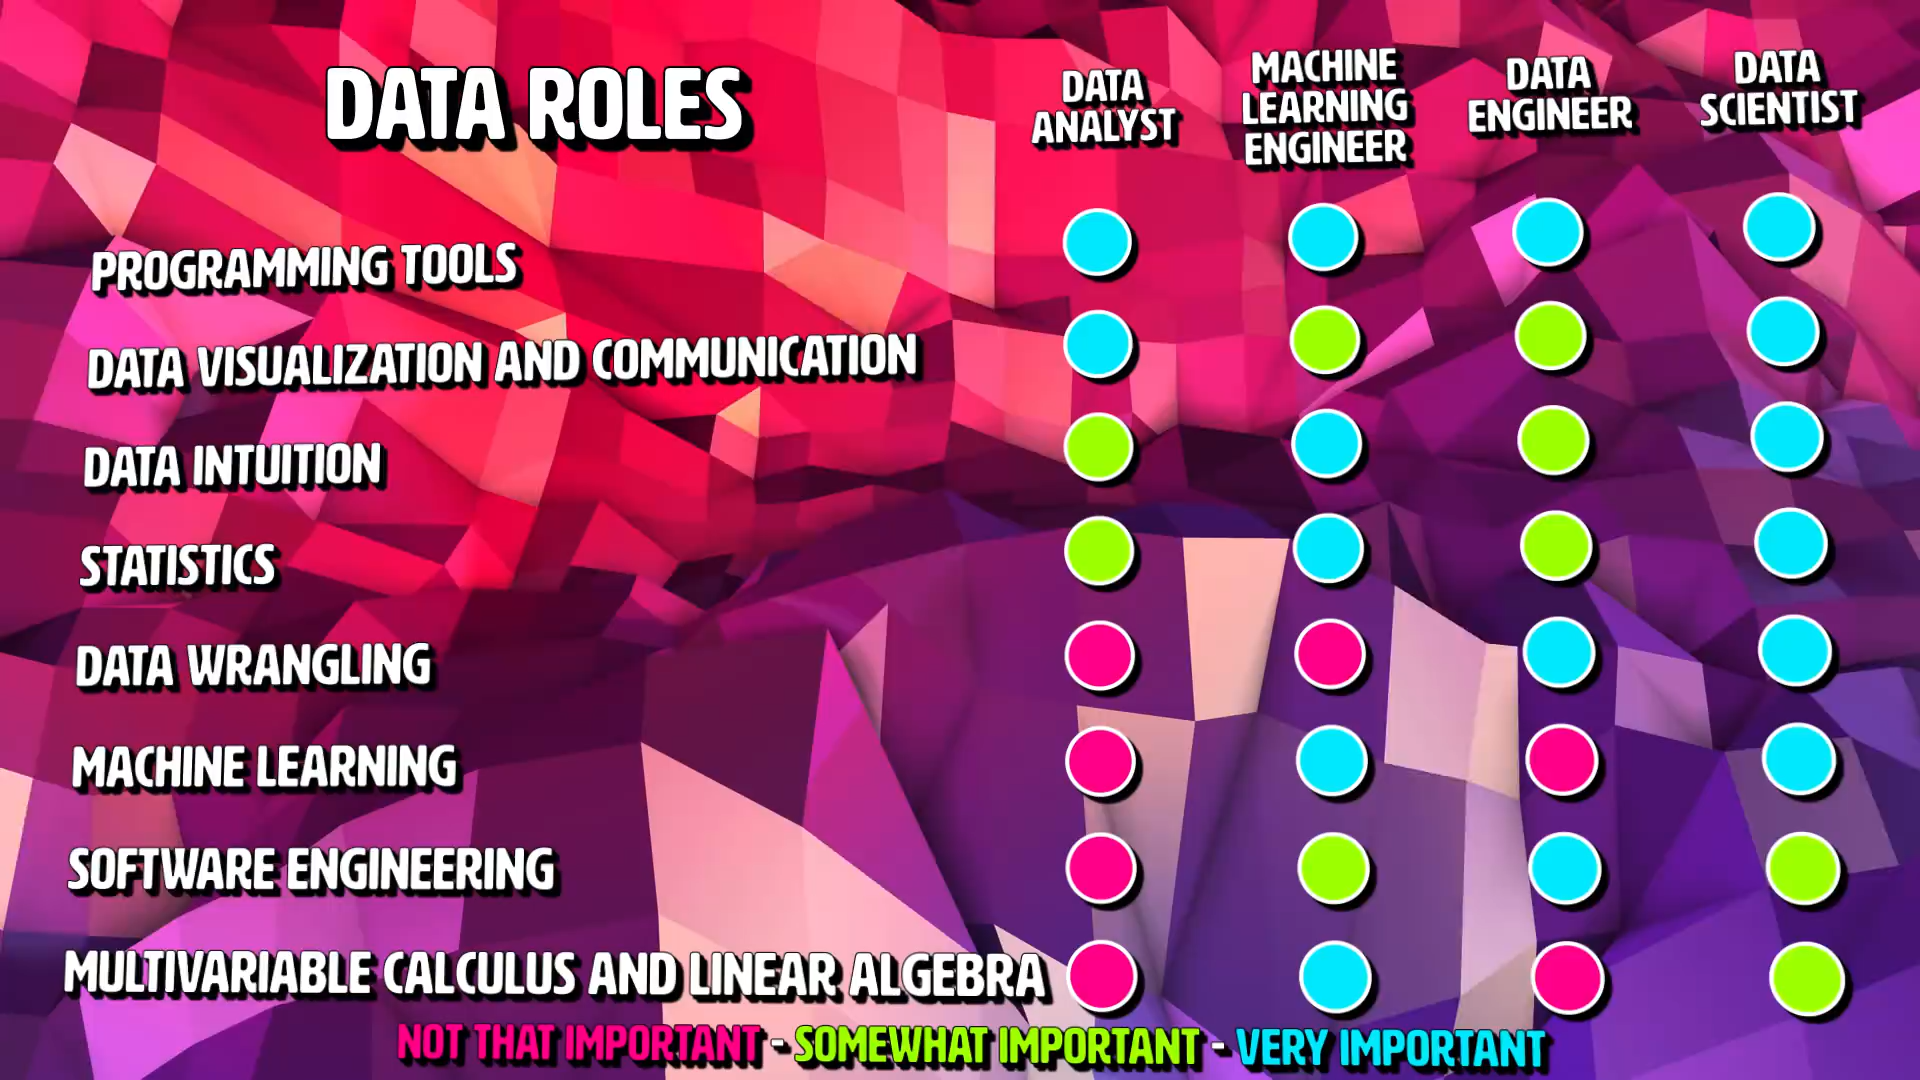 DATA ROLES
DATA
ANALYST
MACHINE
LEARNING
ENGINEER
DATA
ENGINEER
DATA
SCIENTIST
PROGRAMMING TOOLS
DATA VISUALIZATION AND COMMUNICATION
DATA INTUITION
STATISTICS
DATA WRANGLING
MACHINE LEARNING
SOFTWARE ENGINEERING
MULTIVARIABLE CALCULUS AND LINEAR ALGEBRA
NOT THAT IMPORTANT - SOMEWHAT IMPORTANT - VERY IMPORTANT